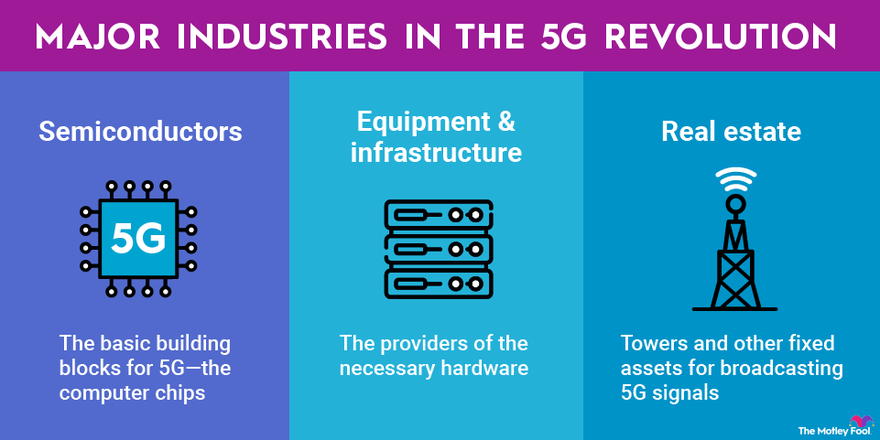 MAJOR INDUSTRIES IN THE 5G REVOLUTION
Semiconductors
5G
The basic building
blocks for 5G—the
computer chips
Equipment &
infrastructure
The providers of the
necessary hardware
Real estate
Towers and other fixed
assets for broadcasting
5G signals
The Motley Fool.